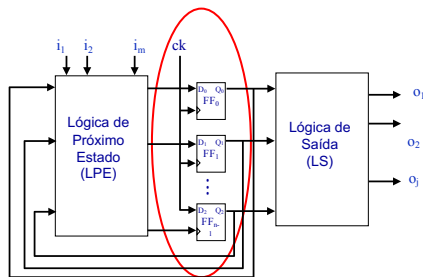 i1 i2 im ck
D0 Q0
FF0
Lógica de
Próximo
Estado
(LPE)
D1 Q1
FF1
...
D2 Q2
FFn-
1
Lógica de
Saída
(LS)
o1
o2
oj